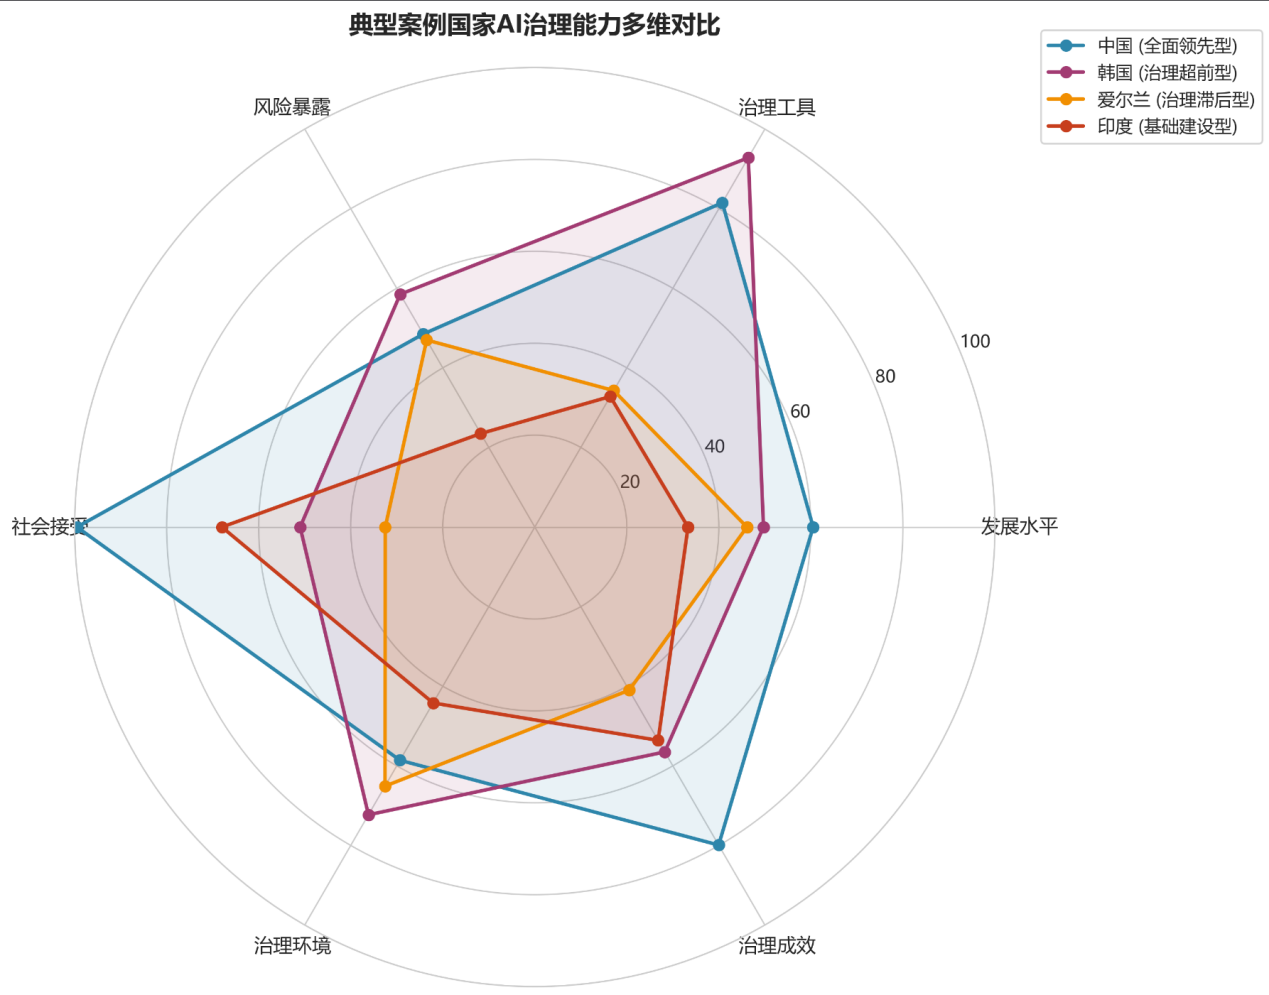 典型案例国家AI治理能力多维对比
中国 (全面领先型)
韩国 (治理超前型)
爱尔兰 (治理滞后型)
印度 (基础建设型)
风险暴露
治理工具
100
80
60
40
20
社会接受
发展水平
治理环境
治理成效